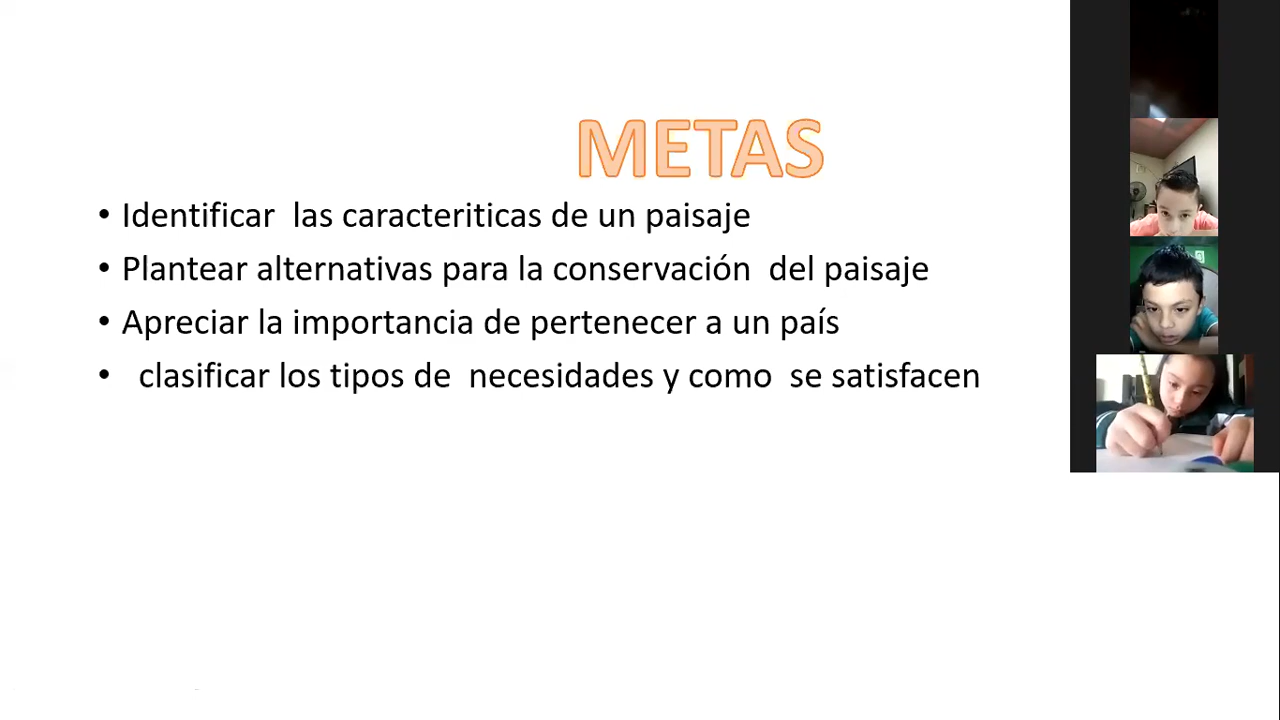 METAS
• Identificar las caracteriticas de un paisaje
• Plantear alternativas para la conservación del paisaje
• Apreciar la importancia de pertenecer a un país
• clasificar los tipos de necesidades y como se satisfacen